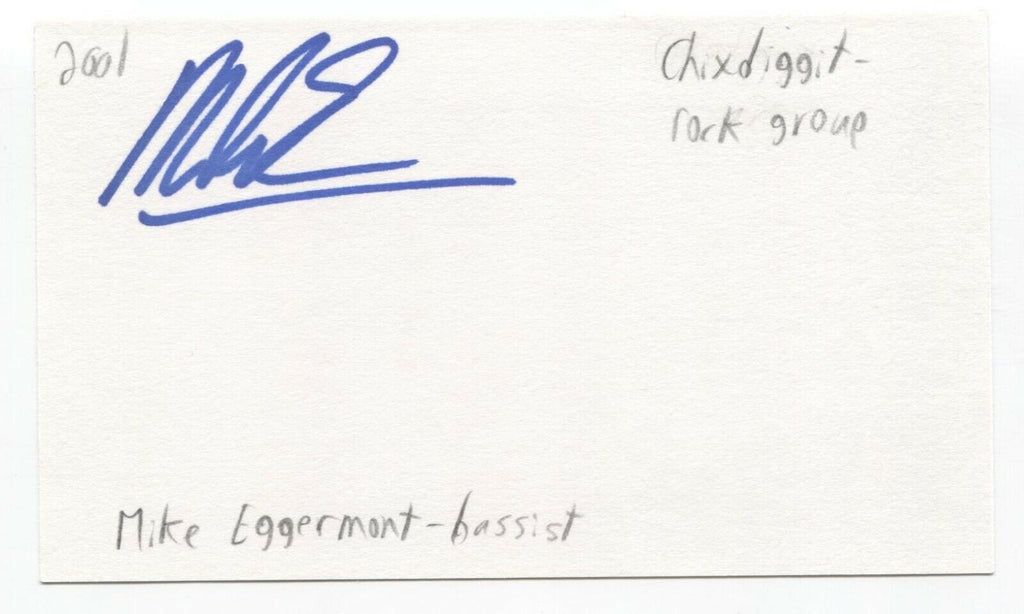 2001
Chixdiggit-
rock group
Mike Eggermont-bassist